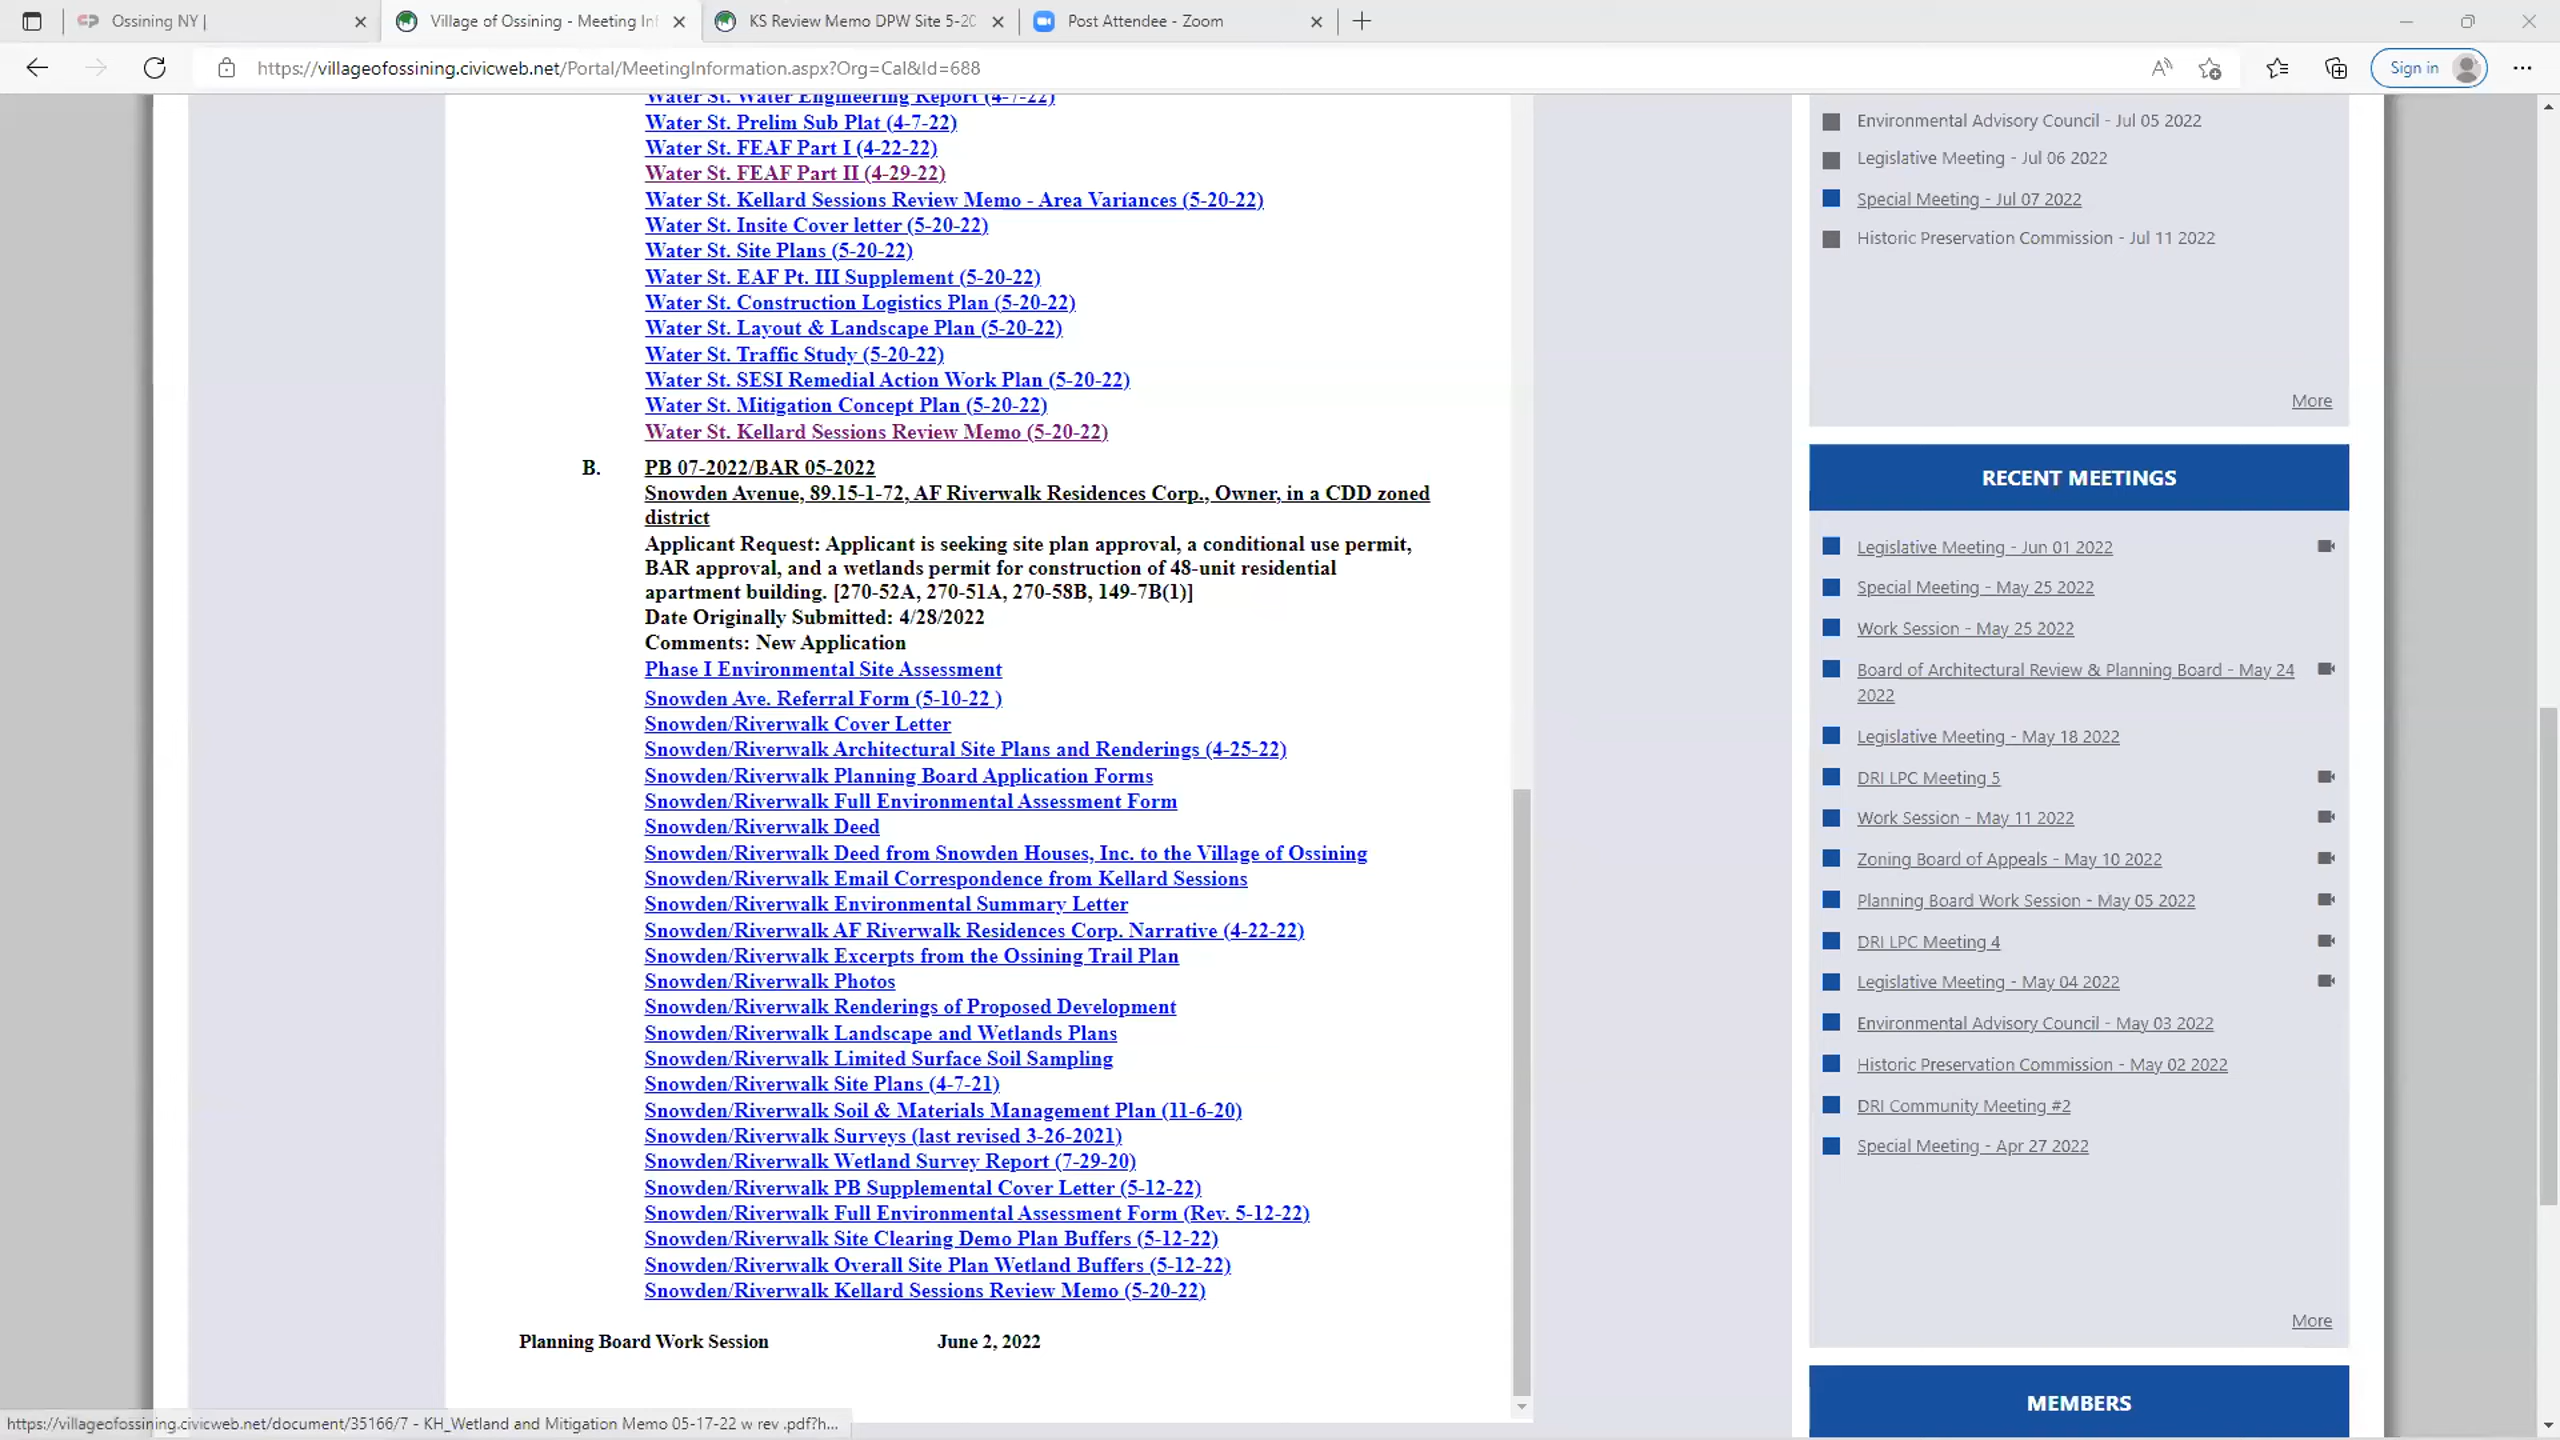 Ossining NY |
Village of Ossining - Meeting In
KS Review Memo DPW Site 5-20
Post Attendee - Zoom
https://villageofossining.civicweb.net/Portal/MeetingInformation.aspx?Org=Cal&Id=688
Sign in
Water St. Water Engineering Report (4-7-22)
Water St. Prelim Sub Plat (4-7-22)
Water St. FEAF Part I (4-22-22)
Water St. FEAF Part II (4-29-22)
Water St. Kellard Sessions Review Memo - Area Variances (5-20-22)
Water St. Insite Cover letter (5-20-22)
Water St. Site Plans (5-20-22)
Water St. EAF Pt. III Supplement (5-20-22)
Water St. Construction Logistics Plan (5-20-22)
Water St. Layout & Landscape Plan (5-20-22)
Water St. Traffic Study (5-20-22)
Water St. SESI Remedial Action Work Plan (5-20-22)
Water St. Mitigation Concept Plan (5-20-22)
Water St. Kellard Sessions Review Memo (5-20-22)
B. PB 07-2022/BAR 05-2022
Snowden Avenue, 89.15-1-72, AF Riverwalk Residences Corp., Owner, in a CDD zoned
district
Applicant Request: Applicant is seeking site plan approval, a conditional use permit,
BAR approval, and a wetlands permit for construction of 48-unit residential
apartment building. [270-52A, 270-51A, 270-58B, 149-7B(1)]
Date Originally Submitted: 4/28/2022
Comments: New Application
Phase I Environmental Site Assessment
Snowden Ave. Referral Form (5-10-22 )
Snowden/Riverwalk Cover Letter
Snowden/Riverwalk Architectural Site Plans and Renderings (4-25-22)
Snowden/Riverwalk Planning Board Application Forms
Snowden/Riverwalk Full Environmental Assessment Form
Snowden/Riverwalk Deed
Snowden/Riverwalk Deed from Snowden Houses, Inc. to the Village of Ossining
Snowden/Riverwalk Email Correspondence from Kellard Sessions
Snowden/Riverwalk Environmental Summary Letter
Snowden/Riverwalk AF Riverwalk Residences Corp. Narrative (4-22-22)
Snowden/Riverwalk Excerpts from the Ossining Trail Plan
Snowden/Riverwalk Photos
Snowden/Riverwalk Renderings of Proposed Development
Snowden/Riverwalk Landscape and Wetlands Plans
Snowden/Riverwalk Limited Surface Soil Sampling
Snowden/Riverwalk Site Plans (4-7-21)
Snowden/Riverwalk Soil & Materials Management Plan (11-6-20)
Snowden/Riverwalk Surveys (last revised 3-26-2021)
Snowden/Riverwalk Wetland Survey Report (7-29-20)
Snowden/Riverwalk PB Supplemental Cover Letter (5-12-22)
Snowden/Riverwalk Full Environmental Assessment Form (Rev. 5-12-22)
Snowden/Riverwalk Site Clearing Demo Plan Buffers (5-12-22)
Snowden/Riverwalk Overall Site Plan Wetland Buffers (5-12-22)
Snowden/Riverwalk Kellard Sessions Review Memo (5-20-22)
Planning Board Work Session June 2, 2022
Environmental Advisory Council - Jul 05 2022
Legislative Meeting - Jul 06 2022
Special Meeting - Jul 07 2022
Historic Preservation Commission - Jul 11 2022
More
RECENT MEETINGS
Legislative Meeting - Jun 01 2022
Special Meeting - May 25 2022
Work Session - May 25 2022
Board of Architectural Review & Planning Board - May 24
2022
Legislative Meeting - May 18 2022
DRI LPC Meeting 5
Work Session - May 11 2022
Zoning Board of Appeals - May 10 2022
Planning Board Work Session - May 05 2022
DRI LPC Meeting 4
Legislative Meeting - May 04 2022
Environmental Advisory Council - May 03 2022
Historic Preservation Commission - May 02 2022
DRI Community Meeting #2
Special Meeting - Apr 27 2022
More
MEMBERS
https://villageofossining.civicweb.net/document/35166/7 - KH_Wetland and Mitigation Memo 05-17-22 w rev .pdf?h...